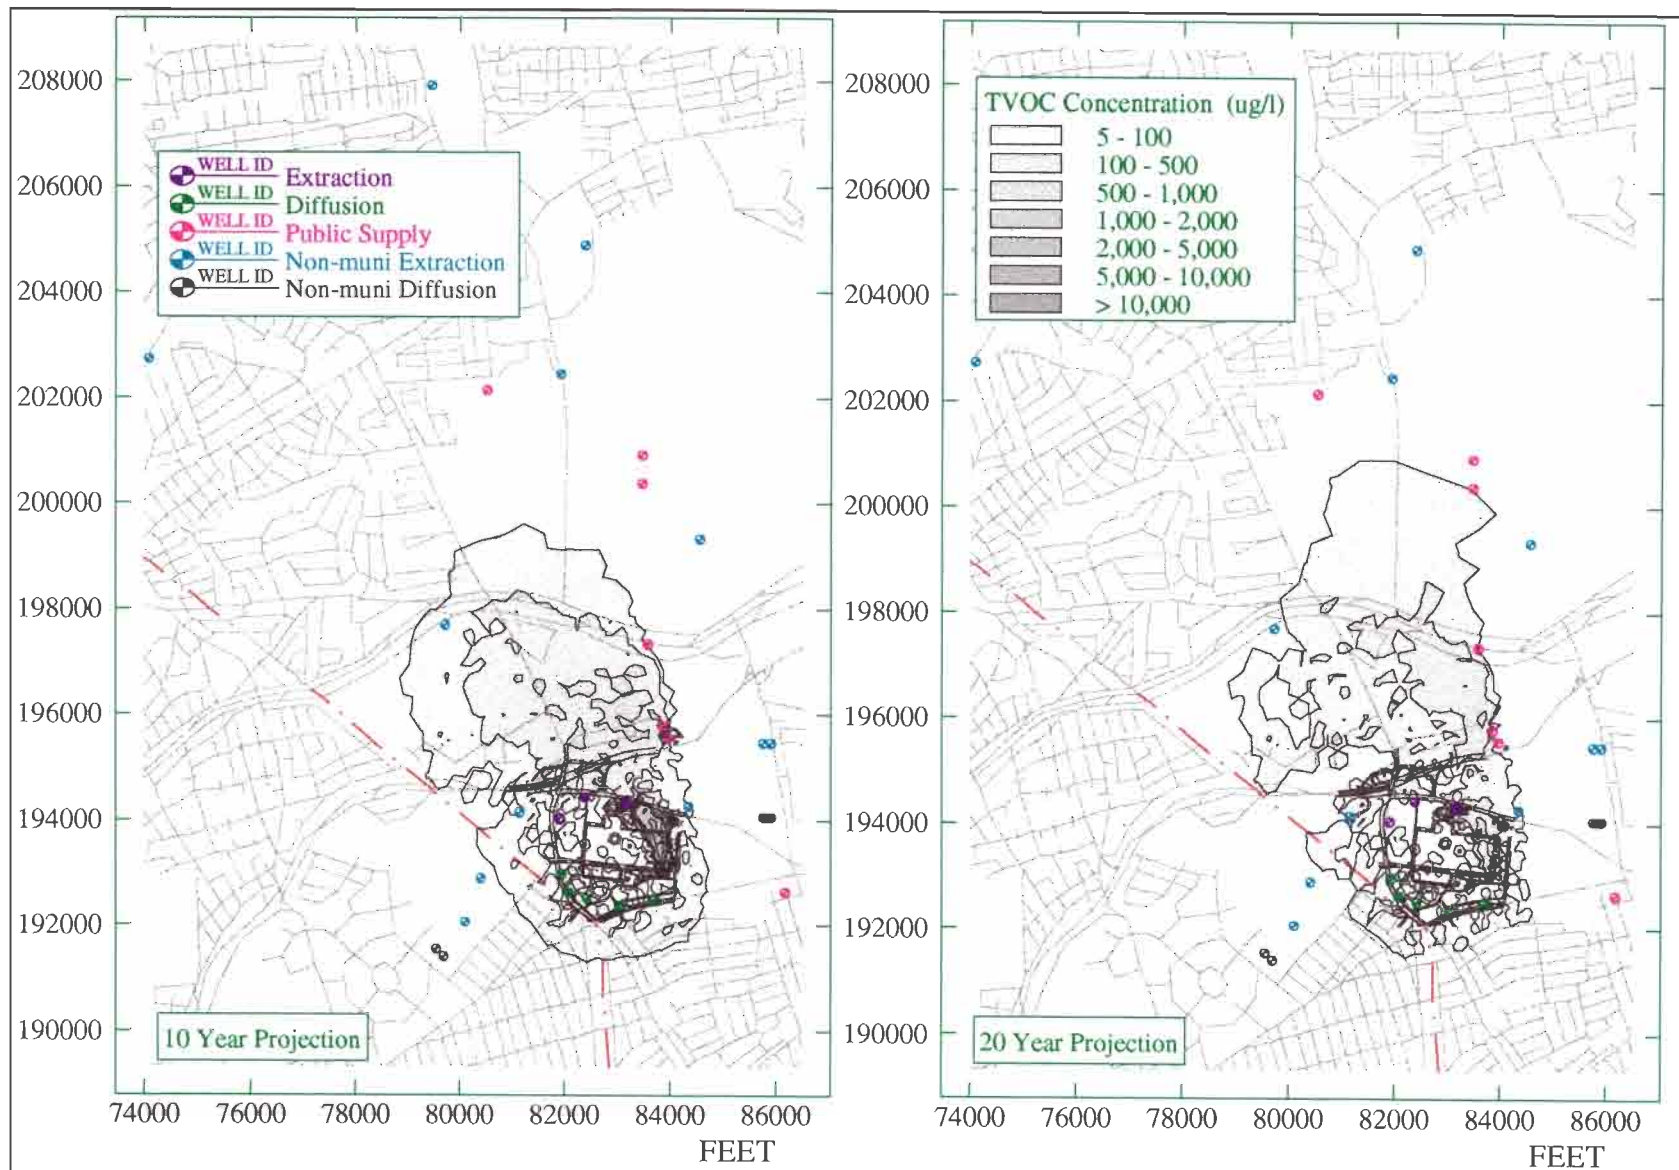 208000
206000
204000
202000
200000
198000
196000
194000
192000
190000
WELL ID Extraction
WELL ID Diffusion
WELL ID Public Supply
WELL ID Non-muni Extraction
WELL ID Non-muni Diffusion
10 Year Projection
74000 76000 78000 80000 82000 84000 86000
FEET
208000
206000
204000
202000
200000
198000
196000
194000
192000
190000
TVOC Concentration (ug/l)
5 - 100
100 - 500
500 - 1,000
1,000 - 2,000
2,000 - 5,000
5,000 - 10,000
> 10,000
20 Year Projection
74000 76000 78000 80000 82000 84000 86000
FEET